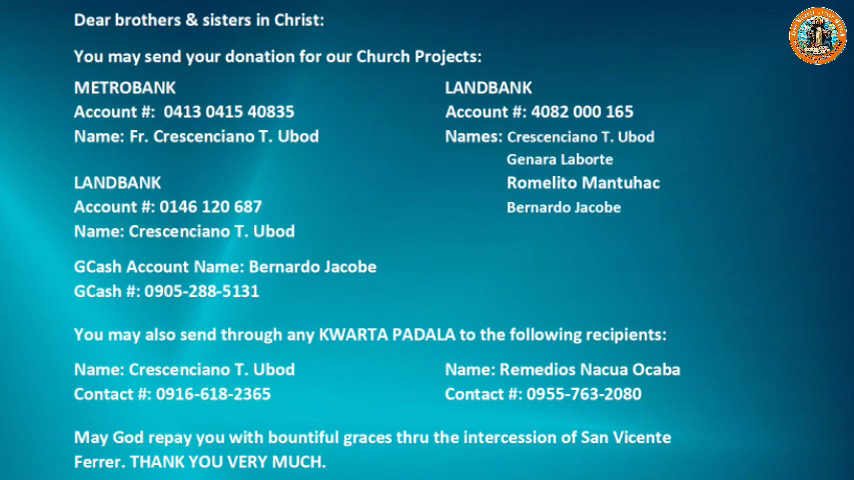 Dear brothers & sisters in Christ:
You may send your donation for our Church Projects:
METROBANK
Account #:  0413 0415 40835
Name: Fr. Crescenciano T. Ubod
LANDBANK
Account #: 4082 000 165
Names: Crescenciano T. Ubod
Genara Laborte
Romelito Mantuhac
Bernardo Jacobe
LANDBANK
Account #: 0146 120 687
Name: Crescenciano T. Ubod
GCash Account Name: Bernardo Jacobe
GCash #: 0905-288-5131
You may also send through any KWARTA PADALA to the following recipients:
Name: Crescenciano T. Ubod
Contact #: 0916-618-2365
Name: Remedios Nacua Ocaba
Contact #: 0955-763-2080
May God repay you with bountiful graces thru the intercession of San Vicente
Ferrer. THANK YOU VERY MUCH.